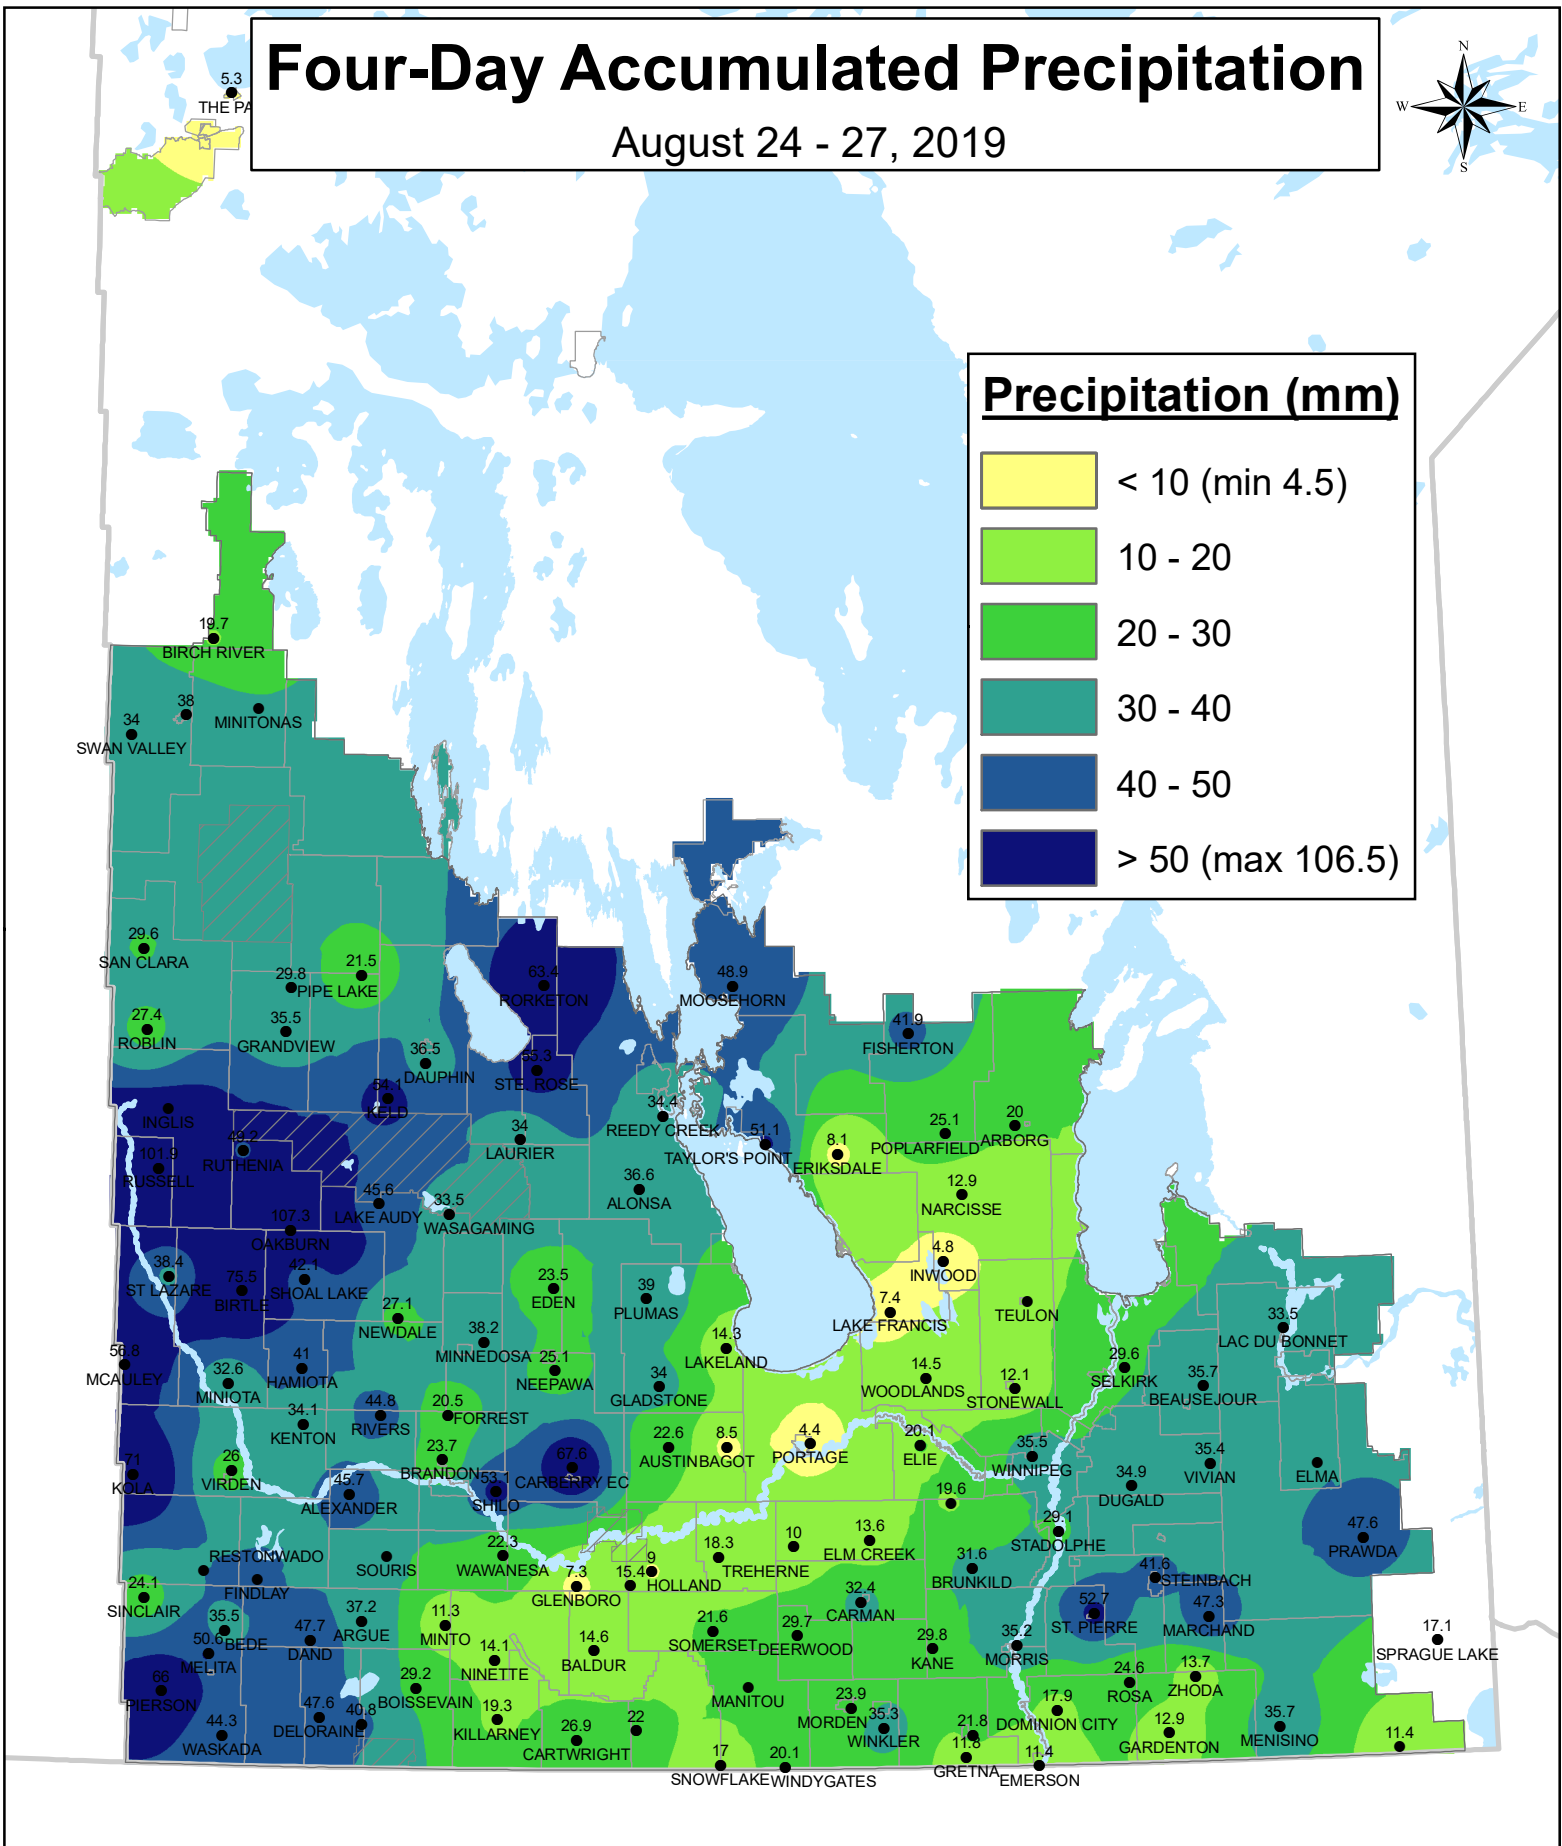 Four-Day Accumulated Precipitation
August 24 - 27, 2019
N
W
E
S
5.3
THE PA
Precipitation (mm)
< 10 (min 4.5)
10 - 20
20 - 30
30 - 40
40 - 50
> 50 (max 106.5)
19.7
BIRCH RIVER
38
MINITONAS
34
SWAN VALLEY
29.6
SAN CLARA
29.8
21.5
PIPE LAKE
63.4
RORKETON
48.9
MOOSEHORN
27.4
ROBLIN
35.5
GRANDVIEW
41.9
FISHERTON
36.5
DAUPHIN
55.3
STE. ROSE
54.1
KELD
INGLIS
34
LAURIER
34.4
REEDY CREEK
51.1
TAYLOR'S POINT
8.1
ERIKSDALE
25.1
POPLARFIELD
20
ARBORG
49.2
RUTHENIA
101.9
RUSSELL
45.6
LAKE AUDY
33.5
WASAGAMING
36.6
ALONSA
12.9
NARCISSE
107.3
OAKBURN
38.4
ST LAZARE
75.5
BIRTLE
42.1
SHOAL LAKE
23.5
EDEN
39
PLUMAS
4.8
INWOOD
7.4
LAKE FRANCIS
TEULON
27.1
NEWDALE
38.2
MINNEDOSA
14.3
LAKELAND
33.5
LAC DU BONNET
56.8
MCAULEY
32.6
MINIOTA
41
HAMIOTA
25.1
NEEPAWA
34
GLADSTONE
14.5
WOODLANDS
12.1
STONEWALL
29.6
SELKIRK
35.7
BEAUSEJOUR
34.1
KENTON
44.8
RIVERS
20.5
FORREST
22.6
AUSTIN
8.5
BAGOT
4.4
PORTAGE
20.1
ELIE
35.5
WINNIPEG
35.4
VIVIAN
ELMA
71
KOLA
26
VIRDEN
23.7
BRANDON
67.6
CARBERRY EC
45.7
ALEXANDER
53.1
SHILO
34.9
DUGALD
19.6
29.1
STADOLPHE
47.6
PRAWDA
RESTONWADO
FINDLAY
SOURIS
22.3
WAWANESA
18.3
TREHERNE
10
13.6
ELM CREEK
9
HOLLAND
15.4
7.3
GLENBORO
31.6
BRUNKILD
41.6
STEINBACH
24.1
SINCLAIR
32.4
CARMAN
52.7
ST. PIERRE
47.3
MARCHAND
35.5
BEDE
37.2
ARGUE
11.3
MINTO
21.6
SOMERSET
29.7
DEERWOOD
29.8
KANE
35.2
MORRIS
17.1
SPRAGUE LAKE
50.6
MELITA
47.7
DAND
14.1
NINETTE
14.6
BALDUR
66
PIERSON
29.2
BOISSEVAIN
MANITOU
24.6
ROSA
13.7
ZHODA
47.6
DELORAINE
40.8
19.3
KILLARNEY
23.9
MORDEN
35.3
WINKLER
17.9
DOMINION CITY
44.3
WASKADA
26.9
CARTWRIGHT
22
21.8
12.9
GARDENTON
35.7
MENISINO
11.4
17
SNOWFLAKE
20.1
WINDYGATES
11.8
GRETNA
11.4
EMERSON